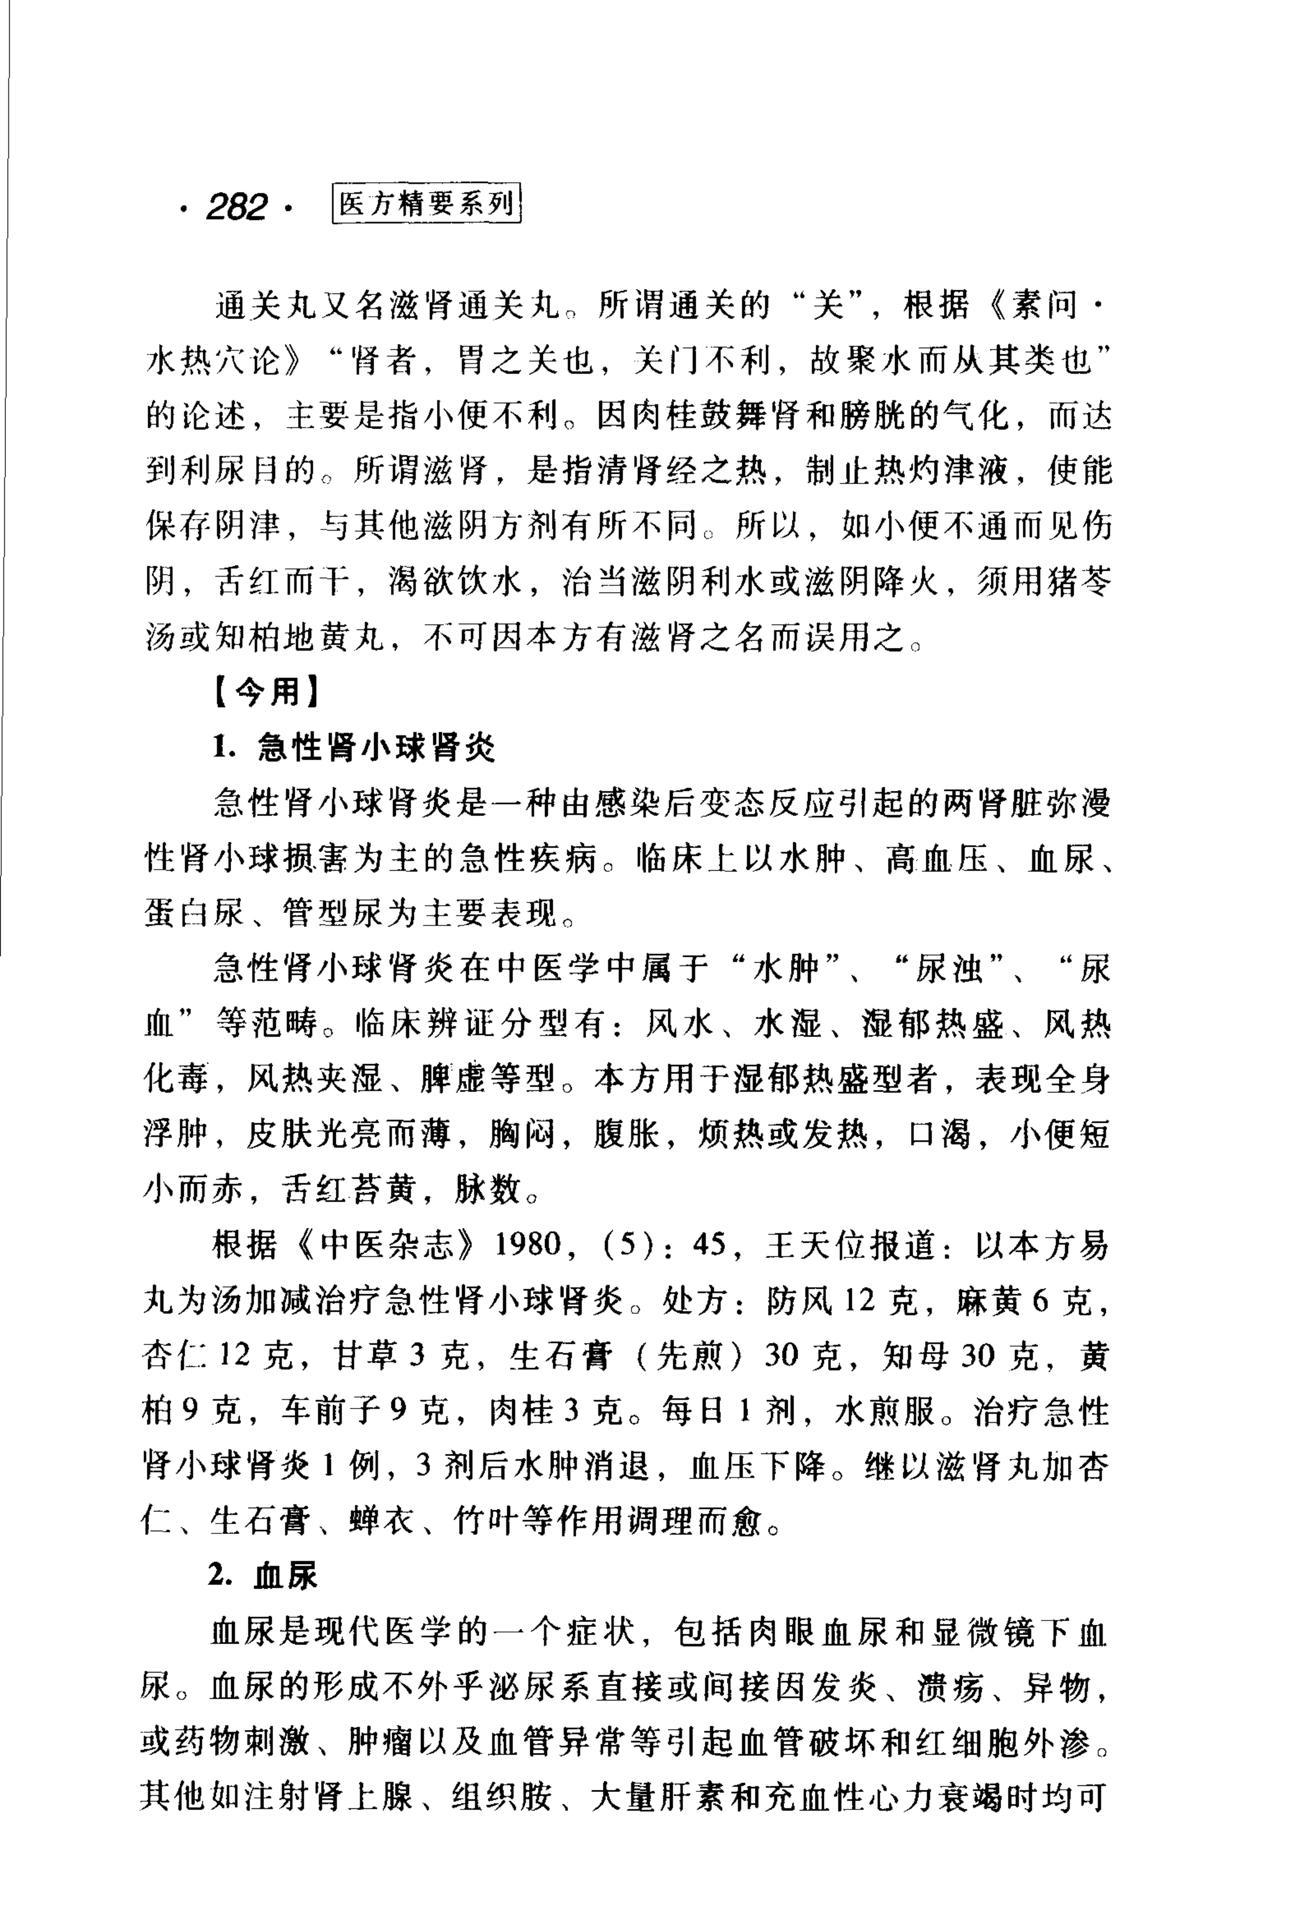 ·282· 医方精要系列
通关丸又名滋肾通关丸。所谓通关的“关”，根据《素问·
水热穴论》“肾者，胃之关也，关门不利，故聚水而从其类也”
的论述，主要是指小便不利。因肉桂鼓舞肾和膀胱的气化，而达
到利尿目的。所谓滋肾，是指清肾经之热，制止热灼津液，使能
保存阴津，与其他滋阴方剂有所不同。所以，如小便不通而见伤
阴，舌红而干，渴欲饮水，治当滋阴利水或滋阴降火，须用猪苓
汤或知柏地黄丸，不可因本方有滋肾之名而误用之。
【今用】
1. 急性肾小球肾炎
急性肾小球肾炎是一种由感染后变态反应引起的两肾脏弥漫
性肾小球损害为主的急性疾病。临床上以水肿、高血压、血尿、
蛋白尿、管型尿为主要表现。
急性肾小球肾炎在中医学中属于“水肿”、“尿浊”、“尿
血”等范畴。临床辨证分型有：风水、水湿、湿郁热盛、风热
化毒，风热夹湿、脾虚等型。本方用于湿郁热盛型者，表现全身
浮肿，皮肤光亮而薄，胸闷，腹胀，烦热或发热，口渴，小便短
小而赤，舌红苔黄，脉数。
根据《中医杂志》1980，(5)：45，王天位报道：以本方易
丸为汤加减治疗急性肾小球肾炎。处方：防风12克，麻黄6克，
杏仁12克，甘草3克，生石膏（先煎）30克，知母30克，黄
柏9克，车前子9克，肉桂3克。每日1剂，水煎服。治疗急性
肾小球肾炎1例，3剂后水肿消退，血压下降。继以滋肾丸加杏
仁、生石膏、蝉衣、竹叶等作用调理而愈。
2. 血尿
血尿是现代医学的一个症状，包括肉眼血尿和显微镜下血
尿。血尿的形成不外乎泌尿系直接或间接因发炎、溃疡、异物，
或药物刺激、肿瘤以及血管异常等引起血管破坏和红细胞外渗。
其他如注射肾上腺、组织胺、大量肝素和充血性心力衰竭时均可